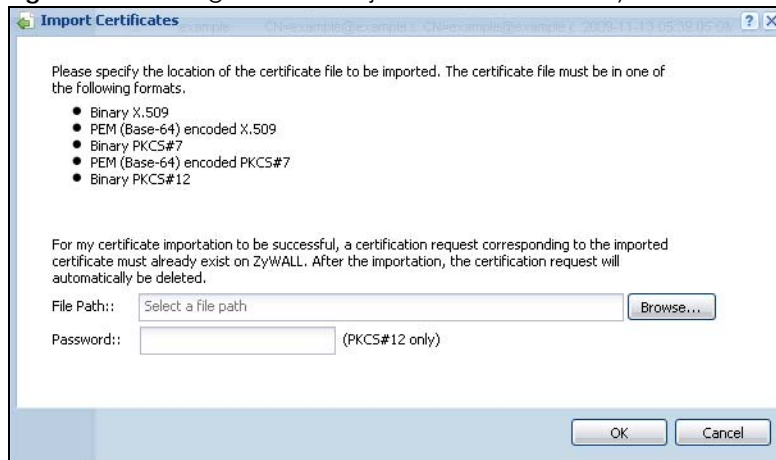 Import Certificates
Please specify the location of the certificate file to be imported. The certificate file must be in one of
the following formats.
● Binary X.509
● PEM (Base-64) encoded X.509
● Binary PKCS#7
● PEM (Base-64) encoded PKCS#7
● Binary PKCS#12
For my certificate importation to be successful, a certification request corresponding to the imported
certificate must already exist on ZyWALL. After the importation, the certification request will
automatically be deleted.
File Path:: Select a file path Browse...
Password:: (PKCS#12 only)
OK Cancel